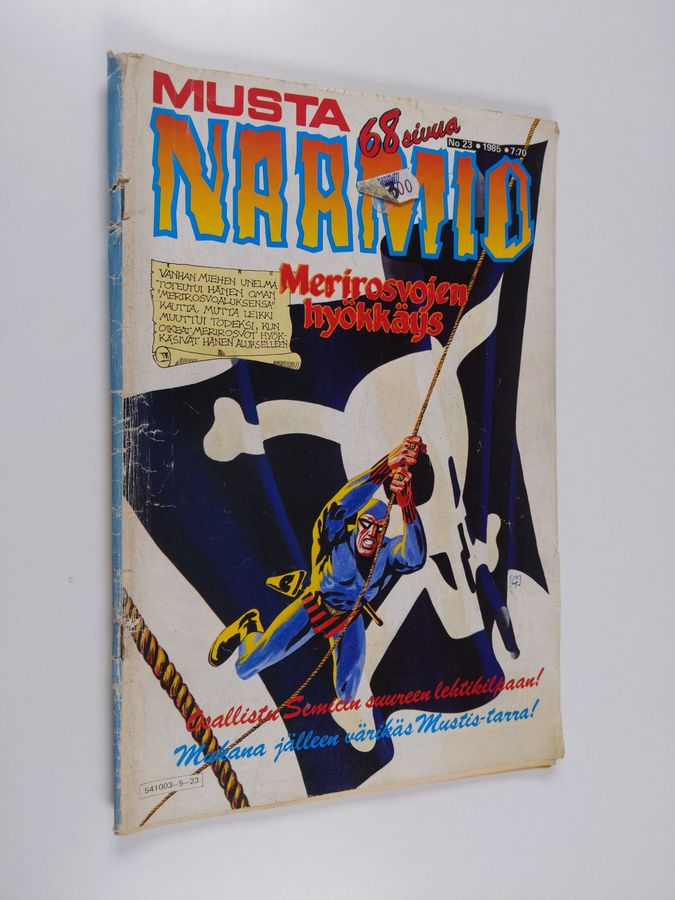 MUSTA
68 sivua
No 23 • 1985 • 7:70
NAAMIO
300
VANHAN MIEHEN UNELMA
TOTEUTUI HÄNEN OMAN
"MERIROSVOALUKSENSA"
KAUTTA, MUTTA LEIKKI
MUUTTUI TODEKSI, KUN
OIKEAT MERIROSVOT HYÖK-
KÄSIVÄT HÄNEN ALUKSELLEEN
Merirosvojen
hyökkäys
Osallistu Semicin suureen lehtikilpaan!
Mukana jälleen värikäs Mustis-tarra!
541003-5-23